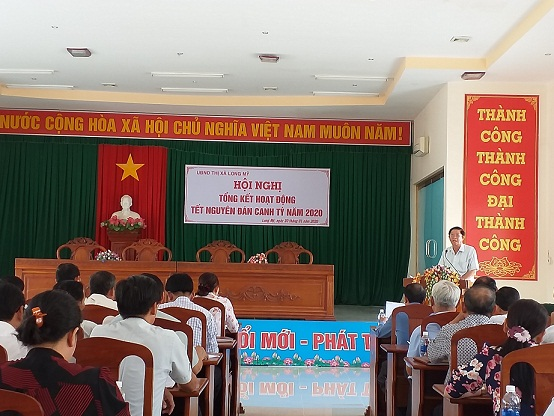 NƯỚC CỘNG HÒA XÃ HỘI CHỦ NGHĨA VIỆT NAM MUÔN NĂM!
UBND THỊ XÃ LONG MỸ
HỘI NGHỊ
TỔNG KẾT HOẠT ĐỘNG
TẾT NGUYÊN ĐÁN CANH TÝ NĂM 2020
THÀNH
CÔNG
THÀNH
CÔNG
ĐẠI
THÀNH
CÔNG
ĐỔI MỚI - PHÁT